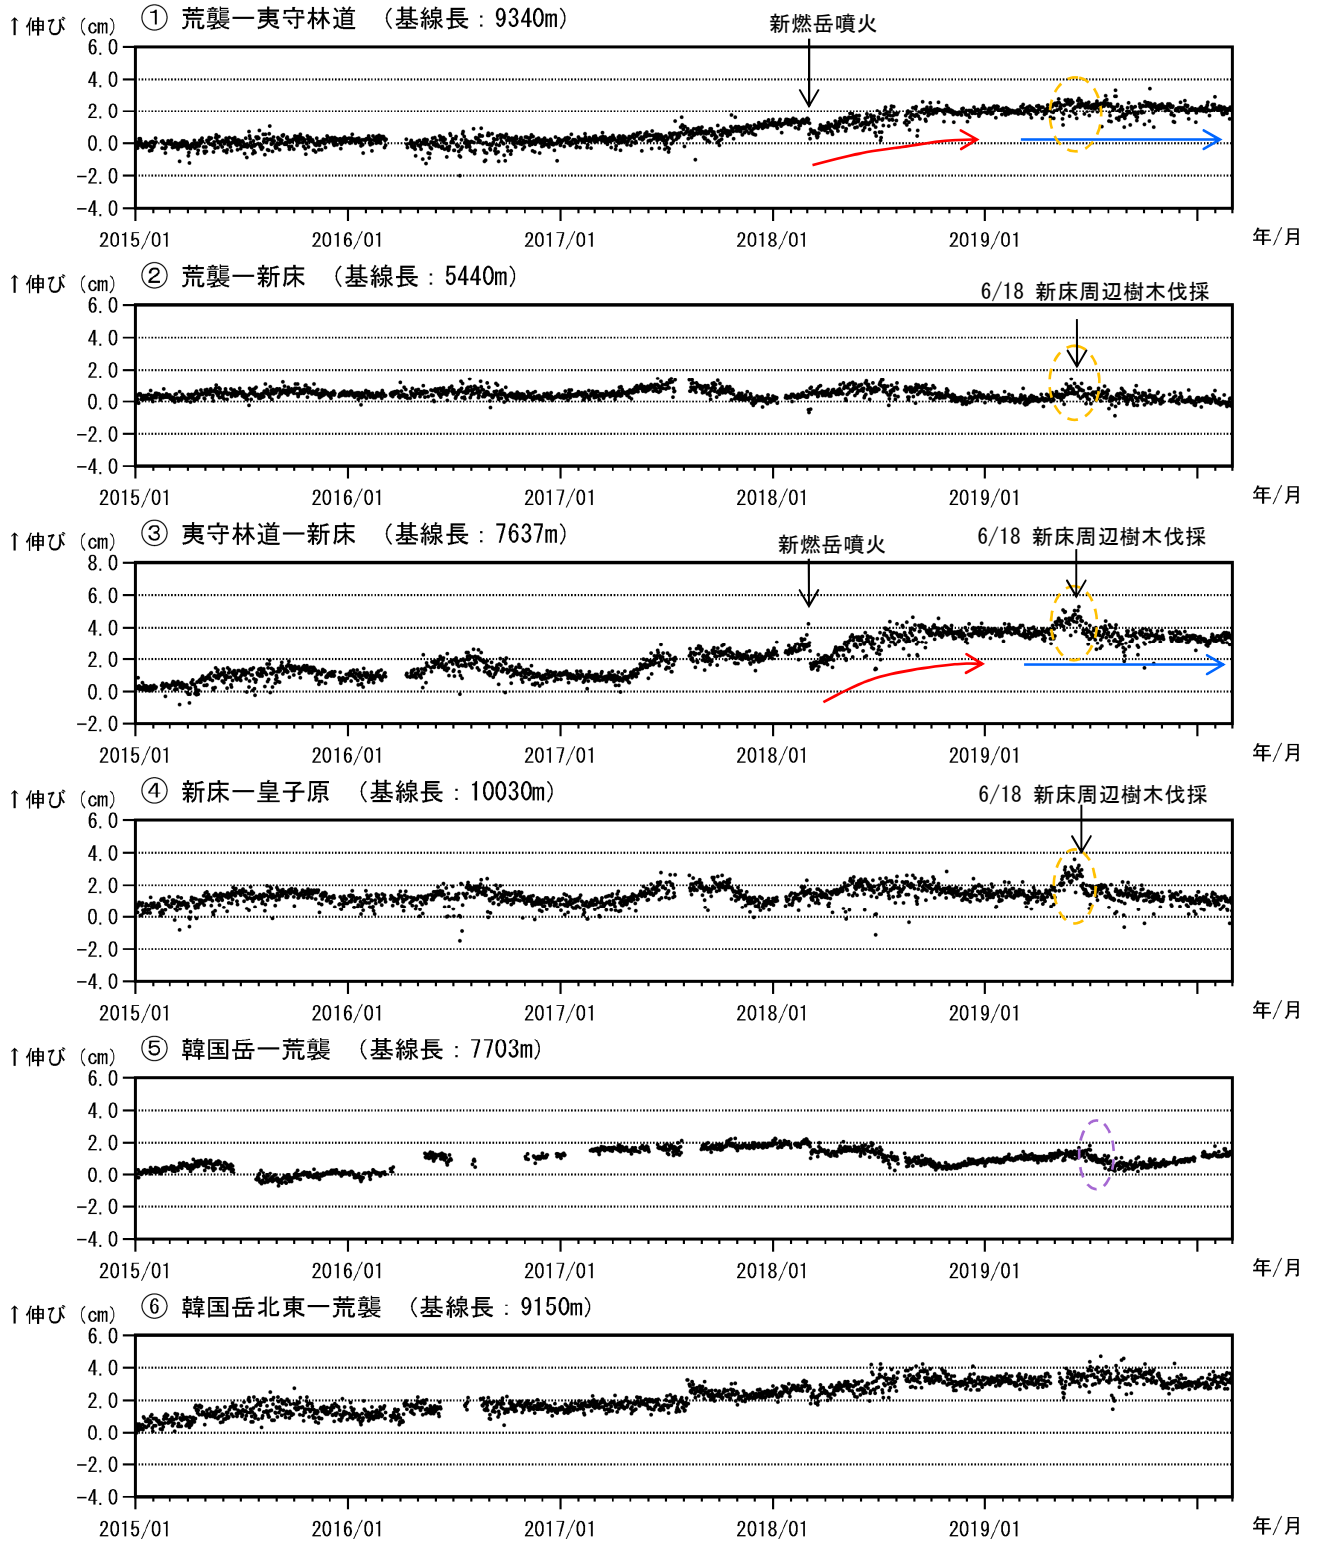 ↑伸び (cm) ① 荒襲ー夷守林道 (基線長：9340m)
新燃岳噴火
6.0
4.0
2.0
0.0
-2.0
-4.0
2015/01 2016/01 2017/01 2018/01 2019/01 年/月
↑伸び (cm) ② 荒襲ー新床 (基線長：5440m)
6/18 新床周辺樹木伐採
6.0
4.0
2.0
0.0
-2.0
-4.0
2015/01 2016/01 2017/01 2018/01 2019/01 年/月
↑伸び (cm) ③ 夷守林道ー新床 (基線長：7637m)
新燃岳噴火 6/18 新床周辺樹木伐採
8.0
6.0
4.0
2.0
0.0
-2.0
2015/01 2016/01 2017/01 2018/01 2019/01 年/月
↑伸び (cm) ④ 新床ー皇子原 (基線長：10030m)
6/18 新床周辺樹木伐採
6.0
4.0
2.0
0.0
-2.0
-4.0
2015/01 2016/01 2017/01 2018/01 2019/01 年/月
↑伸び (cm) ⑤ 韓国岳ー荒襲 (基線長：7703m)
6.0
4.0
2.0
0.0
-2.0
-4.0
2015/01 2016/01 2017/01 2018/01 2019/01 年/月
↑伸び (cm) ⑥ 韓国岳北東ー荒襲 (基線長：9150m)
6.0
4.0
2.0
0.0
-2.0
-4.0
2015/01 2016/01 2017/01 2018/01 2019/01 年/月